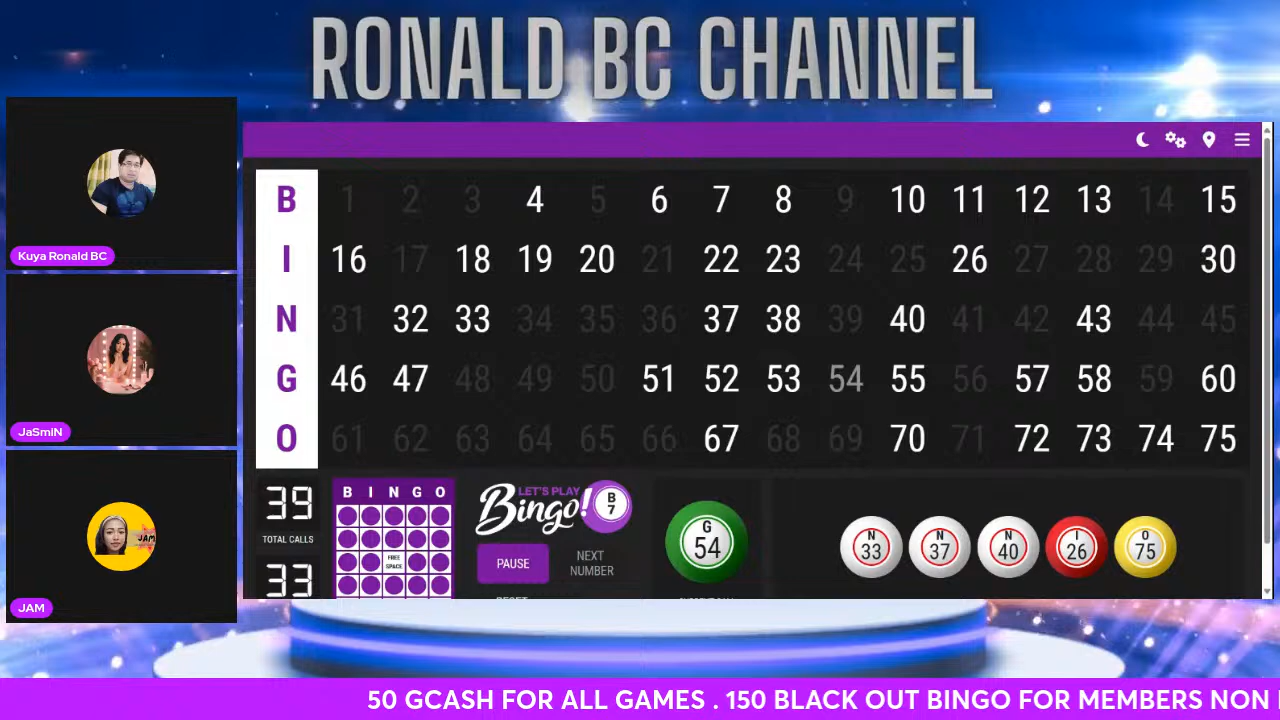 RONALD BC CHANNEL
Kuya Ronald BC
JaSmiN
JAM
JAM
B 1 2 3 4 5 6 7 8 9 10 11 12 13 14 15
I 16 17 18 19 20 21 22 23 24 25 26 27 28 29 30
N 31 32 33 34 35 36 37 38 39 40 41 42 43 44 45
G 46 47 48 49 50 51 52 53 54 55 56 57 58 59 60
O 61 62 63 64 65 66 67 68 69 70 71 72 73 74 75
39
TOTAL CALLS
33
B I N G O
FREE
SPACE
LET'S PLAY
Bingo!
B
7
PAUSE
NEXT
NUMBER
G
54
N
33
N
37
N
40
I
26
O
75
50 GCASH FOR ALL GAMES . 150 BLACK OUT BINGO FOR MEMBERS NON